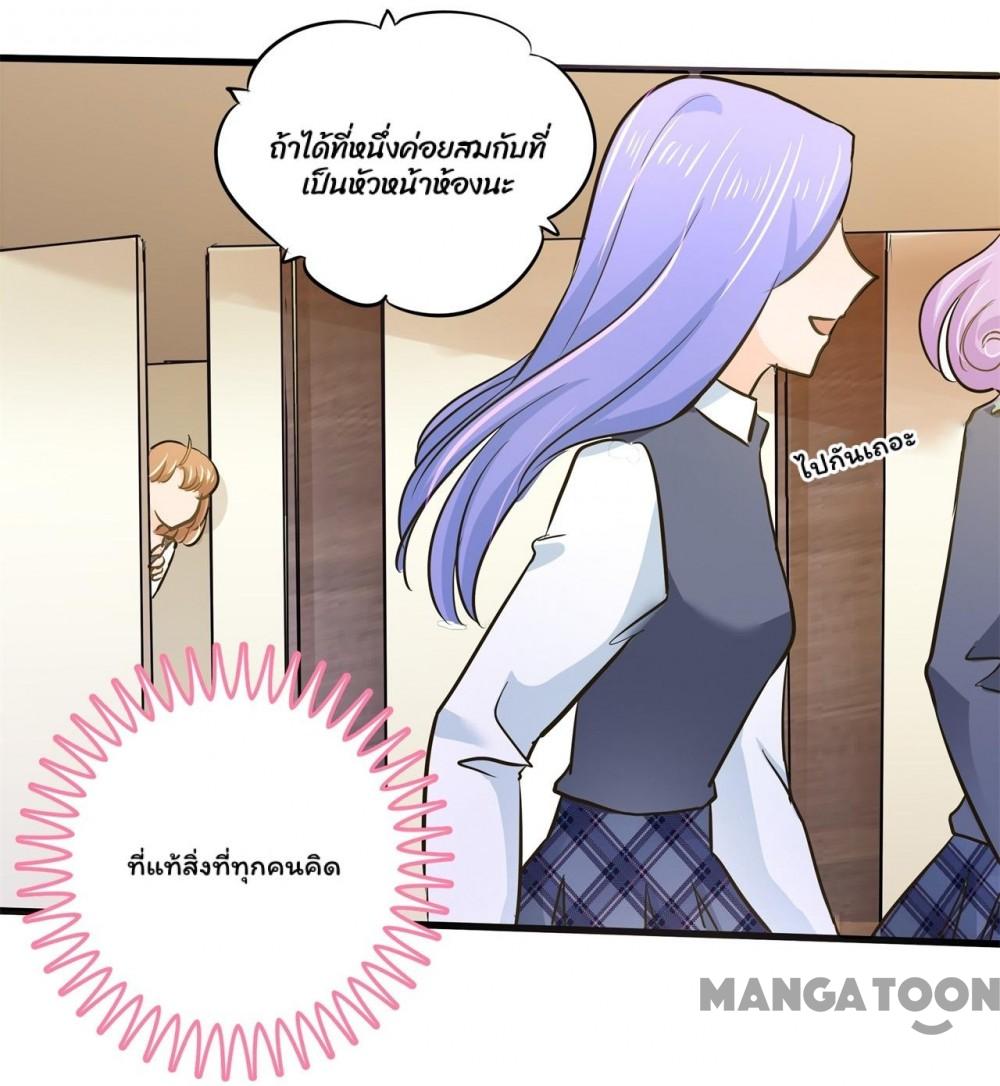 ถ้าได้ที่หนึ่งค่อยสมกับที่
เป็นหัวหน้าห้องนะ
ไปกันเถอะ
ที่แท้สิ่งที่ทุกคนคิด
MANGATOON